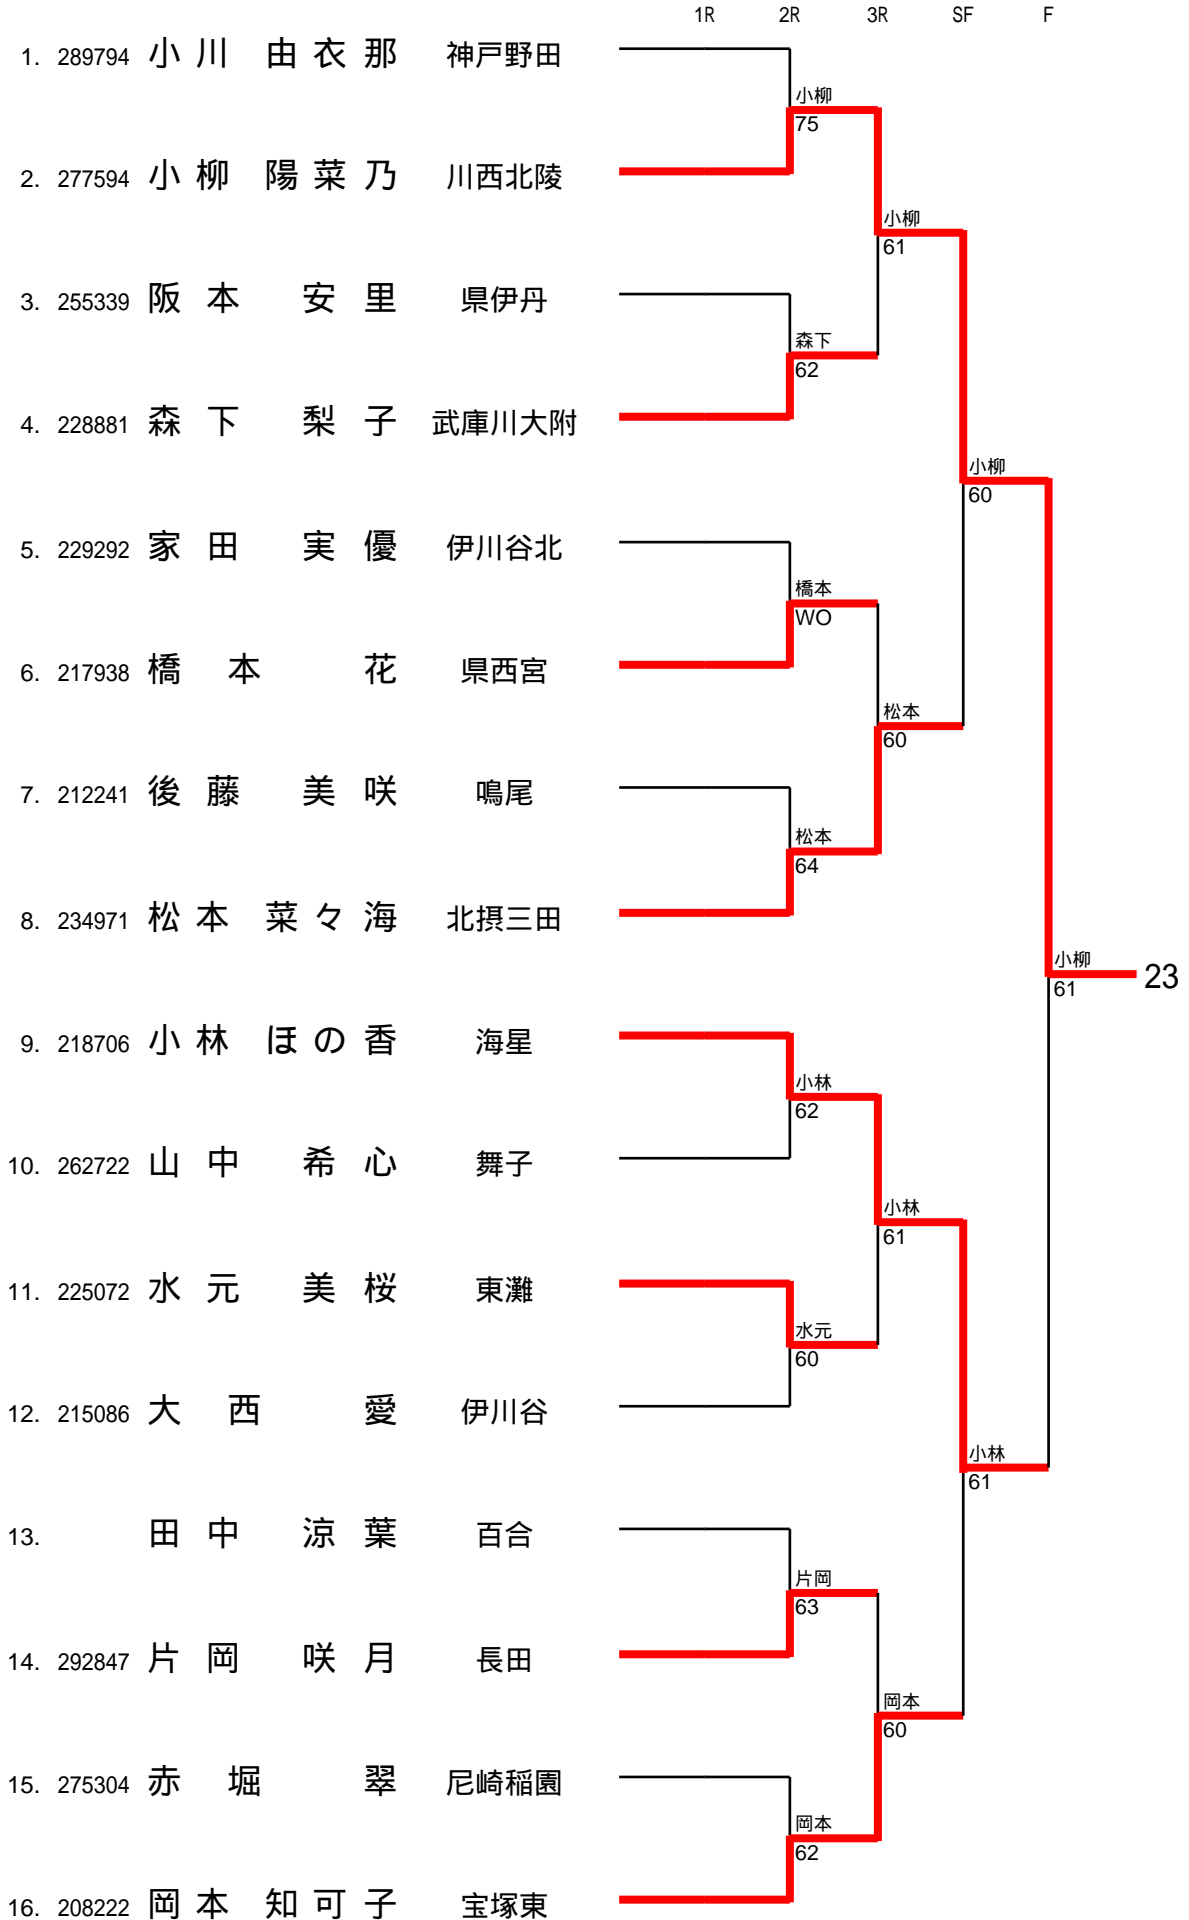 1R 2R 3R SF F
1. 289794 小川 由衣那 神戸野田
小柳
75
2. 277594 小柳 陽菜乃 川西北陵
小柳
61
3. 255339 阪本 安里 県伊丹
森下
62
4. 228881 森下 梨子 武庫川大附
小柳
60
5. 229292 家田 実優 伊川谷北
橋本
WO
6. 217938 橋本 花 県西宮
松本
60
7. 212241 後藤 美咲 鳴尾
松本
64
8. 234971 松本 菜々海 北摂三田
小柳
61
23
9. 218706 小林 ほの香 海星
小林
62
10. 262722 山中 希心 舞子
小林
61
11. 225072 水元 美桜 東灘
水元
60
12. 215086 大西 愛 伊川谷
小林
61
13. 田中 涼葉 百合
片岡
63
14. 292847 片岡 咲月 長田
岡本
60
15. 275304 赤堀 翠 尼崎稲園
岡本
62
16. 208222 岡本 知可子 宝塚東